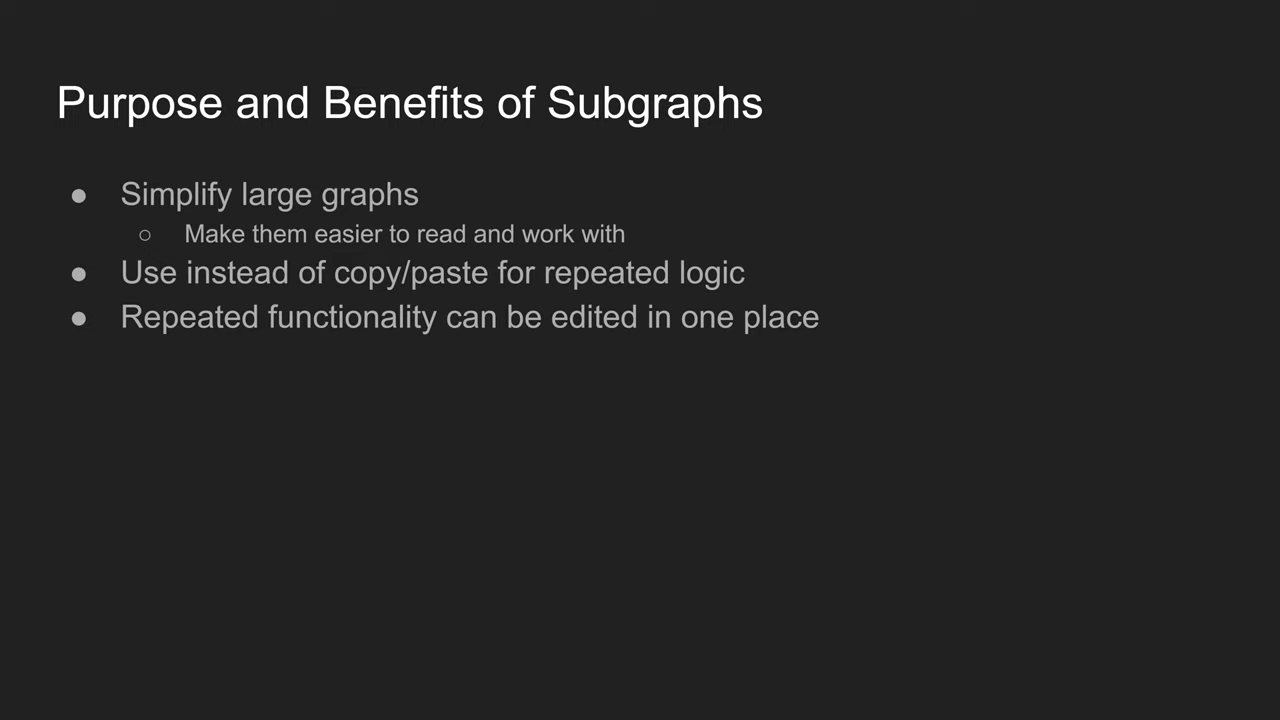 Purpose and Benefits of Subgraphs
● Simplify large graphs
○ Make them easier to read and work with
● Use instead of copy/paste for repeated logic
● Repeated functionality can be edited in one place